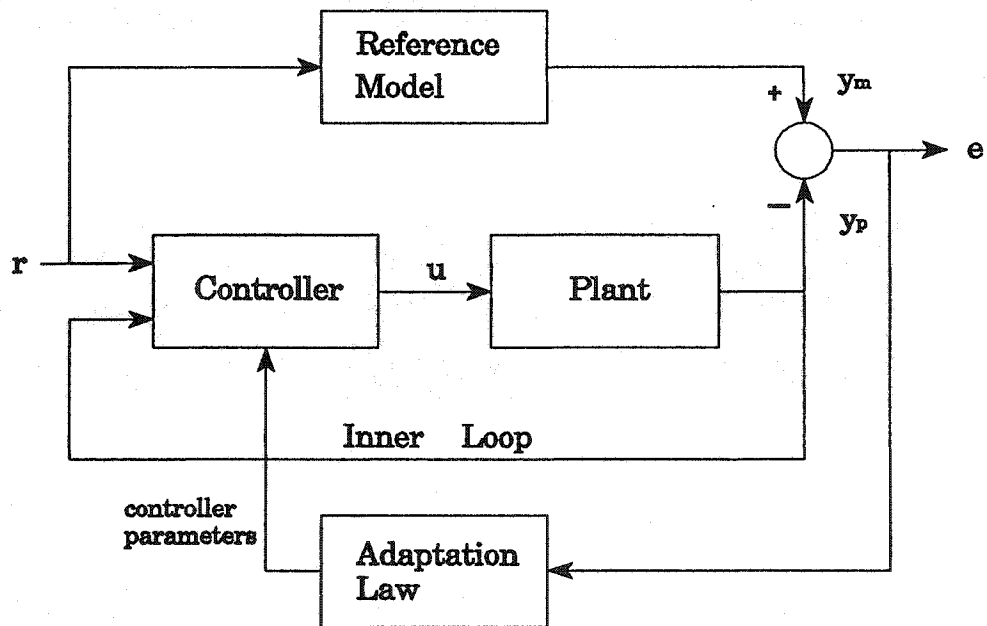 Reference
Model
+
yₘ
e
−
yₚ
r
Controller
u
Plant
Inner Loop
controller
parameters
Adaptation
Law